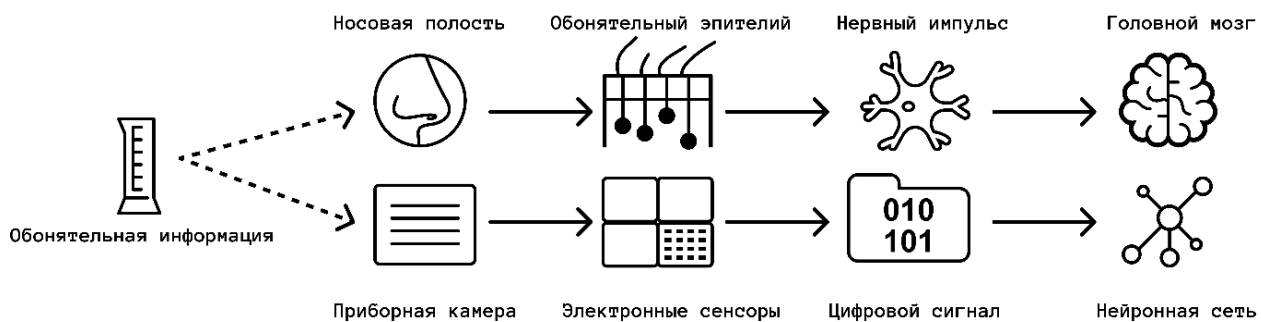 Носовая полость
Обонятельный эпителий
Нервный импульс
Головной мозг
Обонятельная информация
010
101
Приборная камера
Электронные сенсоры
Цифровой сигнал
Нейронная сеть